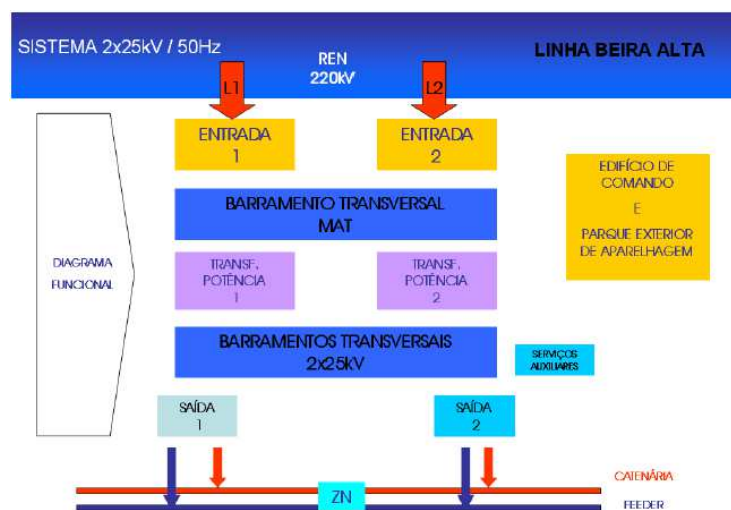 SISTEMA 2x25kV / 50Hz
REN
220kV
LINHA BEIRA ALTA
L1
L2
ENTRADA
1
ENTRADA
2
EDIFÍCIO DE
COMANDO
E
PARQUE EXTERIOR
DE APARELHAGEM
BARRAMENTO TRANSVERSAL
MAT
DIAGRAMA
FUNCIONAL
TRANSF.
POTÊNCIA
1
TRANSF.
POTÊNCIA
2
BARRAMENTOS TRANSVERSAIS
2x25kV
SERVIÇOS
AUXILIARES
SAÍDA
1
SAÍDA
2
CATENÁRIA
ZN
FEEDER